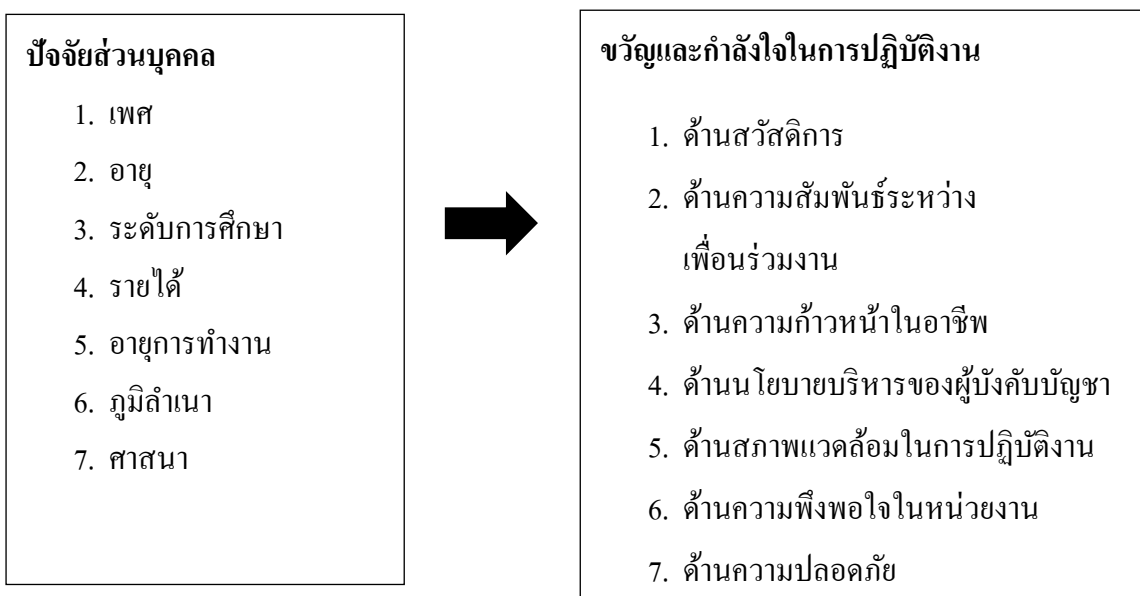 ปัจจัยส่วนบุคคล
1. เพศ
2. อายุ
3. ระดับการศึกษา
4. รายได้
5. อายุการทำงาน
6. ภูมิลำเนา
7. ศาสนา
ขวัญและกำลังใจในการปฏิบัติงาน
1. ด้านสวัสดิการ
2. ด้านความสัมพันธ์ระหว่าง
เพื่อนร่วมงาน
3. ด้านความก้าวหน้าในอาชีพ
4. ด้านนโยบายบริหารของผู้บังคับบัญชา
5. ด้านสภาพแวดล้อมในการปฏิบัติงาน
6. ด้านความพึงพอใจในหน่วยงาน
7. ด้านความปลอดภัย